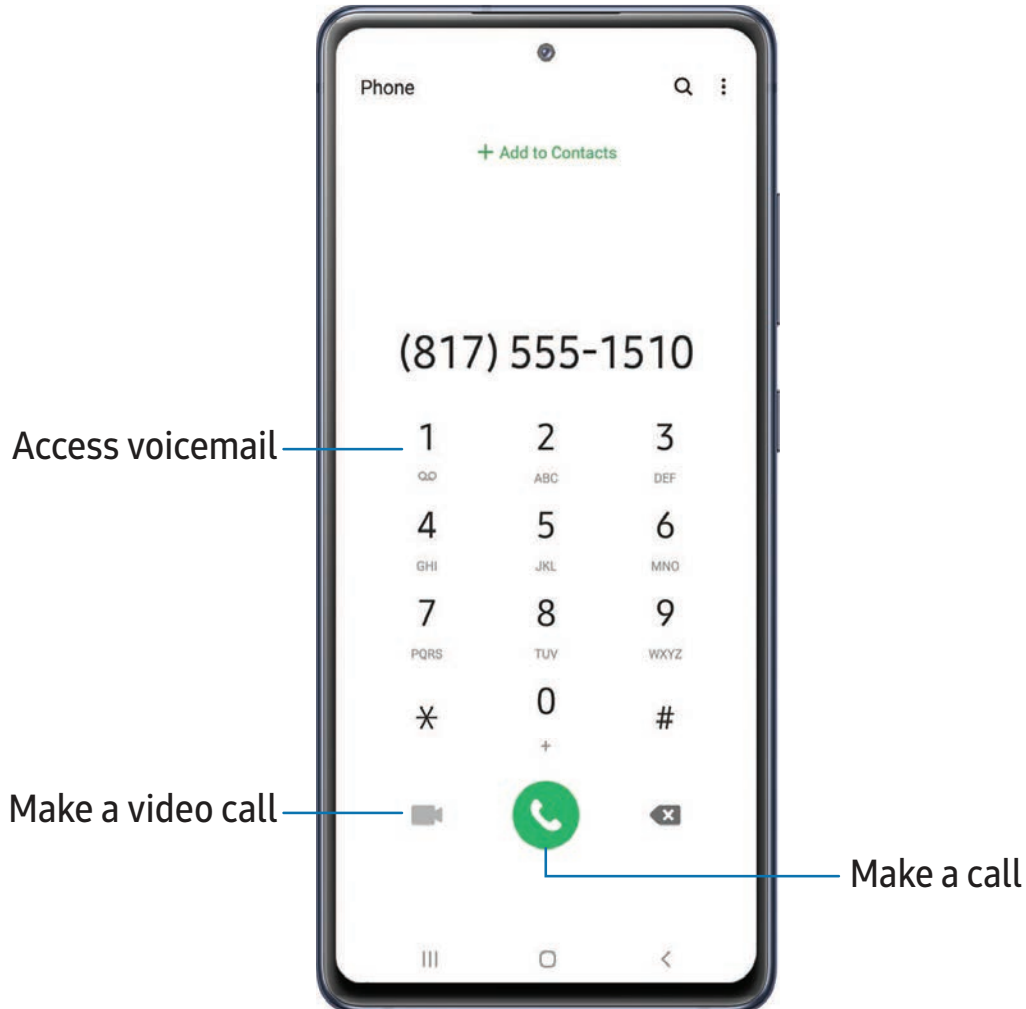 Phone
+ Add to Contacts
(817) 555-1510
Access voicemail
1 2 3
ABC DEF
4 5 6
GHI JKL MNO
7 8 9
PQRS TUV WXYZ
* 0 #
+
Make a video call
Make a call